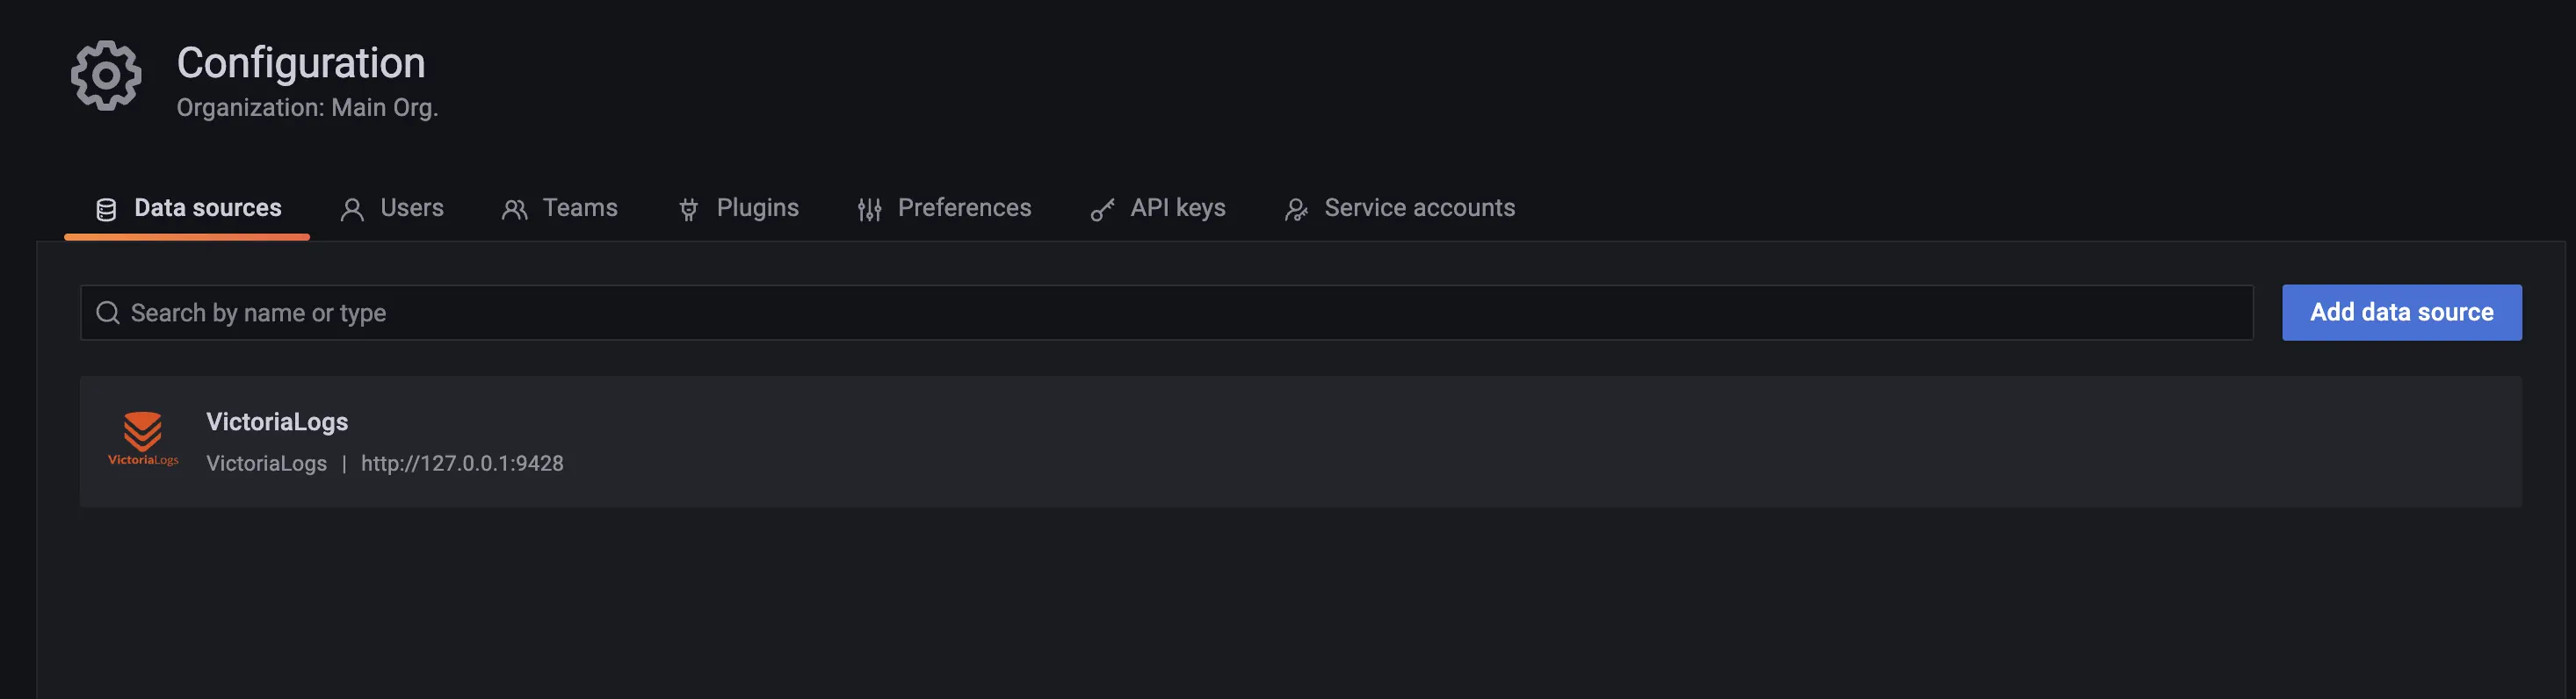 Configuration
Organization: Main Org.
Data sources Users Teams Plugins Preferences API keys Service accounts
Search by name or type
Add data source
VictoriaLogs
VictoriaLogs
VictoriaLogs | http://127.0.0.1:9428